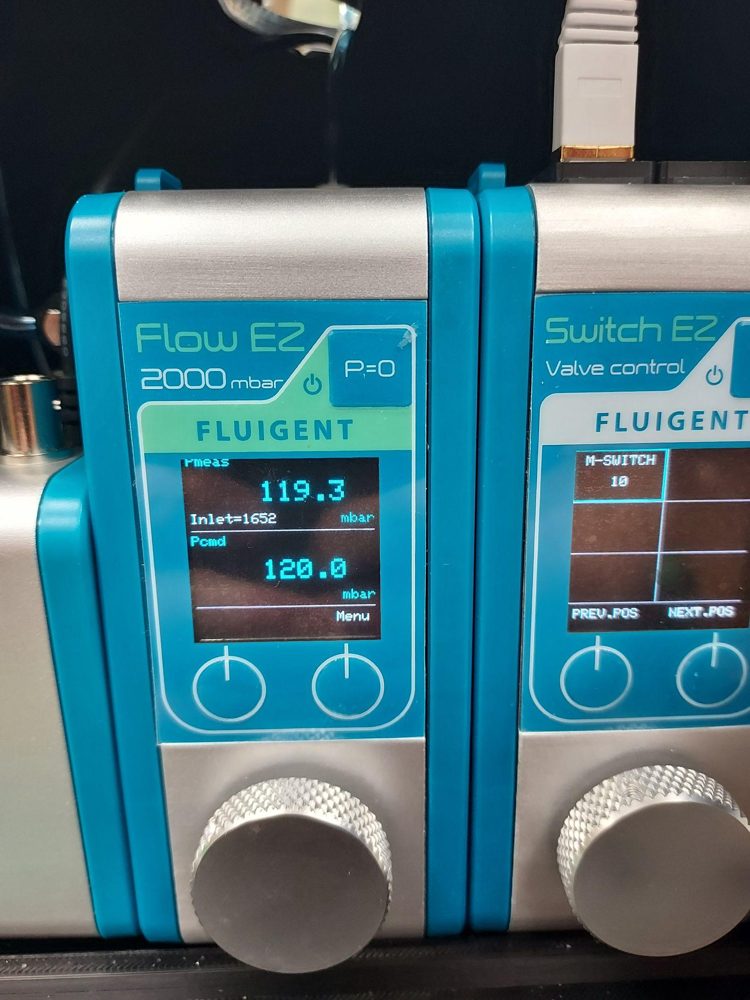 Flow EZ
2000 mbar
P=0
FLUIGENT
Pmeas
119.3
Inlet=1652 mbar
Pcmd
120.0
mbar
Menu
Switch EZ
Valve control
FLUIGENT
M-SWITCH
10
PREV.POS NEXT.POS